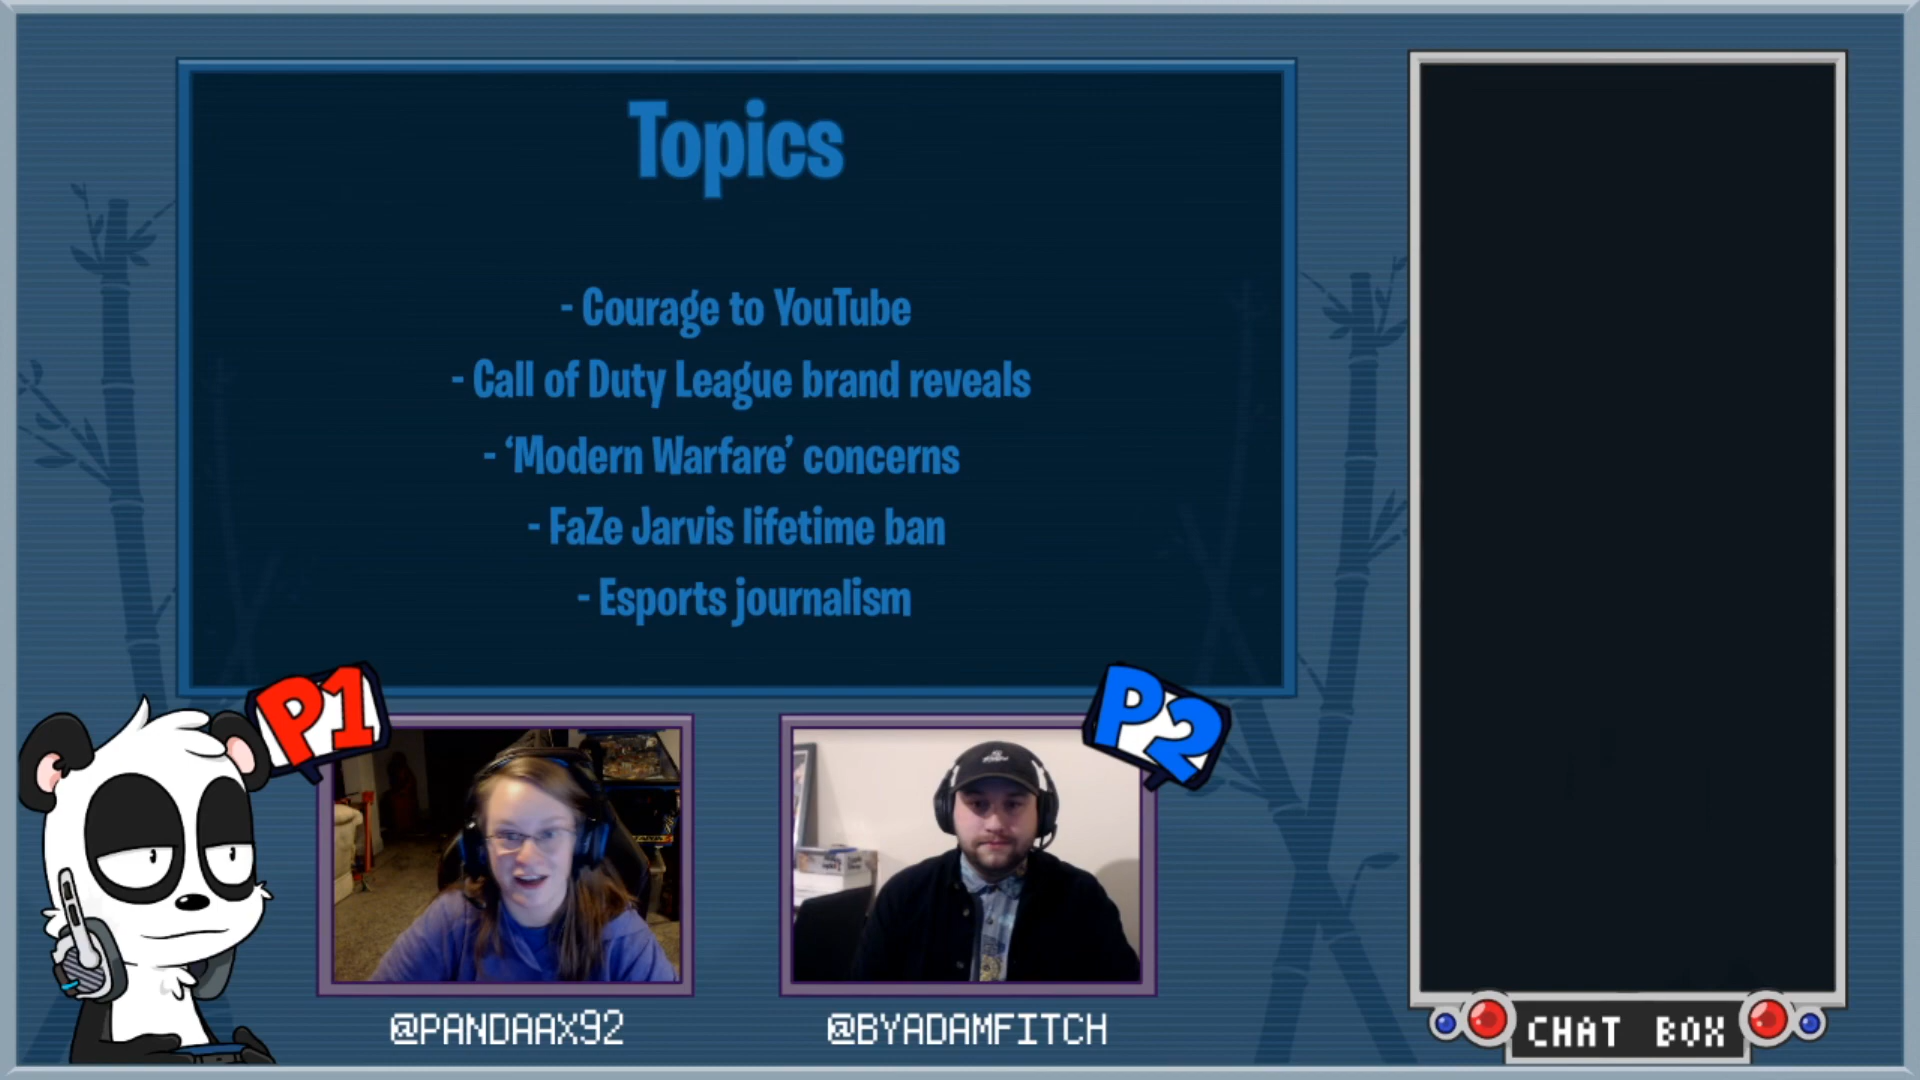 Topics
- Courage to YouTube
- Call of Duty League brand reveals
- ‘Modern Warfare’ concerns
- FaZe Jarvis lifetime ban
- Esports journalism
P1
P2
@PANDAAX92
@BYADAMFITCH
CHAT BOX